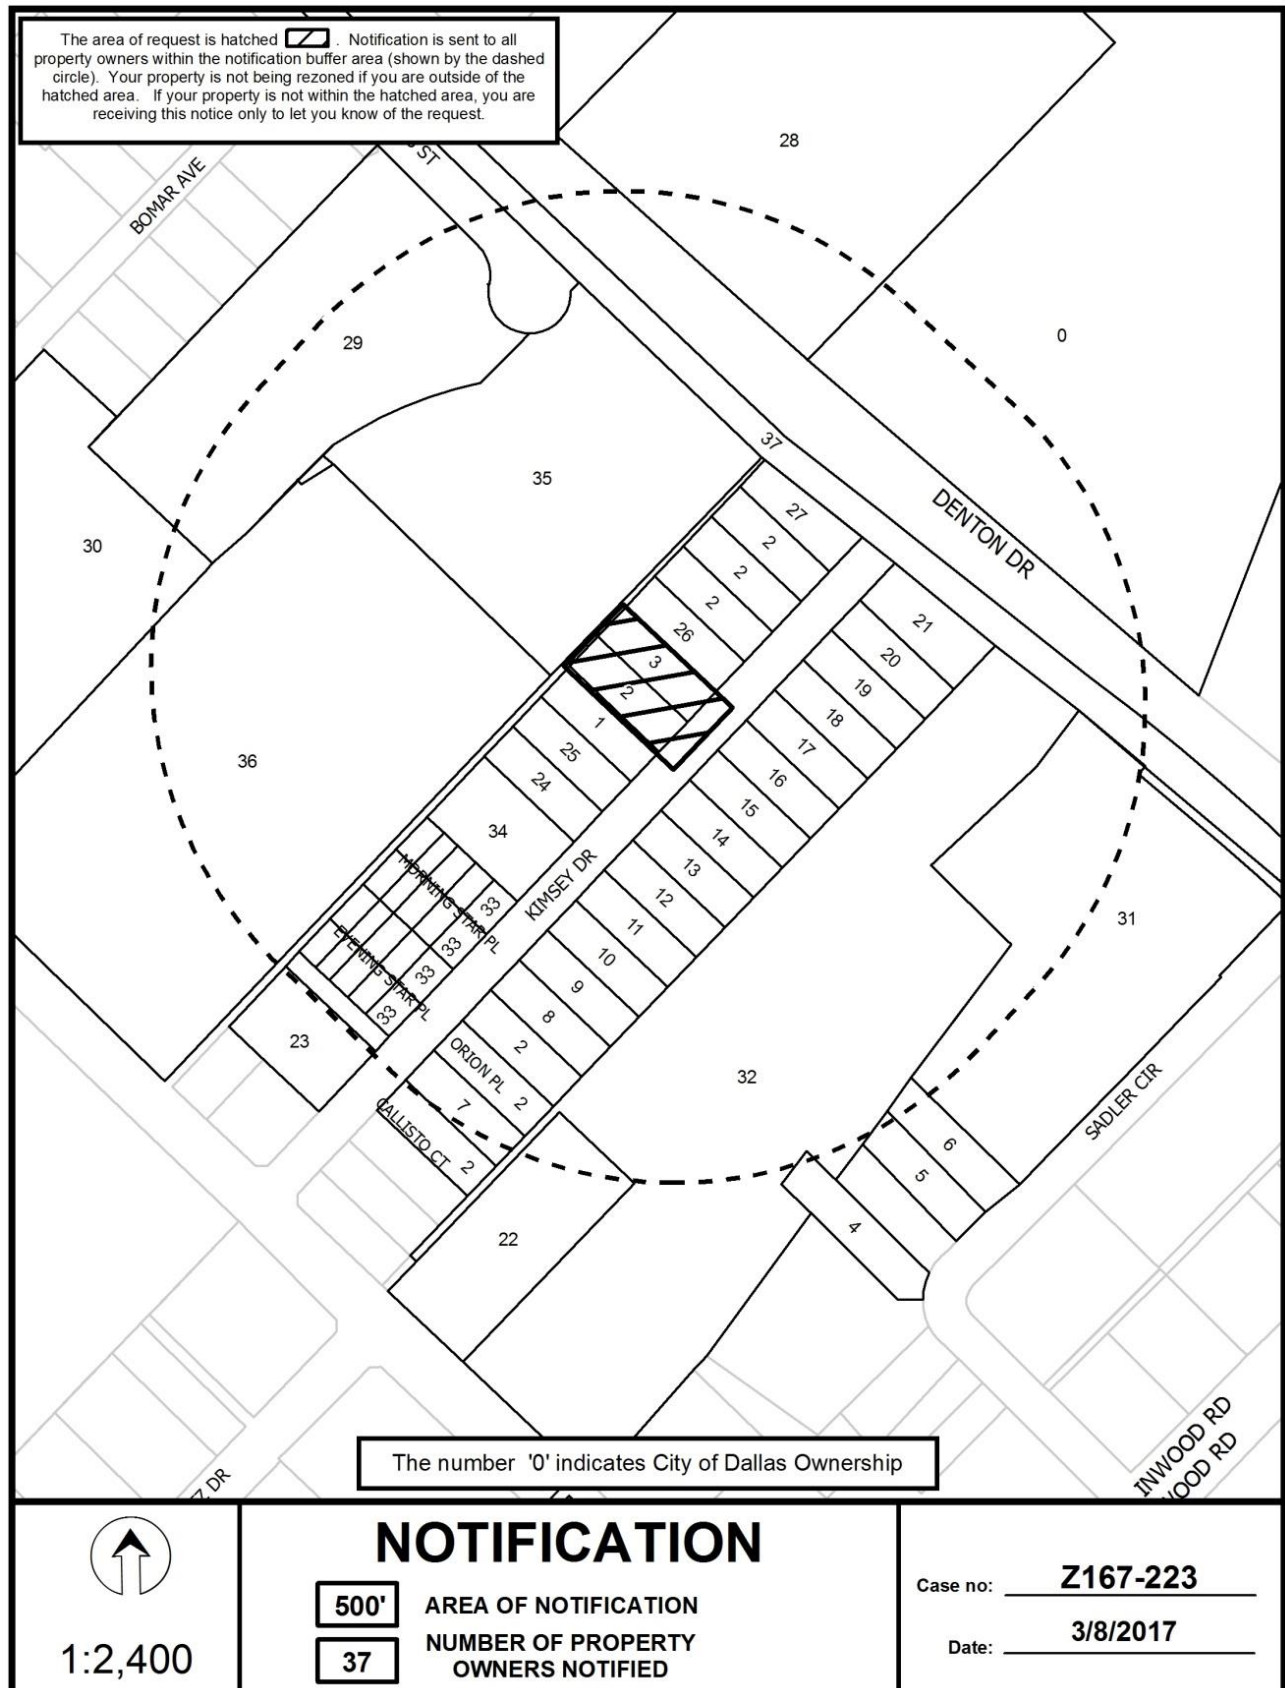 The area of request is hatched . Notification is sent to all
property owners within the notification buffer area (shown by the dashed
circle). Your property is not being rezoned if you are outside of the
hatched area. If your property is not within the hatched area, you are
receiving this notice only to let you know of the request.
ST
BOMAR AVE
28
0
29
37
35
DENTON DR
30
27
2
2
2
26
3
2
1
25
24
34
36
21
20
19
18
17
16
15
14
13
12
11
10
9
8
2
2
7
2
KIMSEY DR
MORNING STAR PL
EVENING STAR PL
33
33
33
33
23
ORION PL
CALLISTO CT
31
32
SADLER CIR
6
5
4
22
INWOOD RD
WOOD RD
Z DR
The number '0' indicates City of Dallas Ownership
1:2,400
NOTIFICATION
500' AREA OF NOTIFICATION
37 NUMBER OF PROPERTY
OWNERS NOTIFIED
Case no: Z167-223
Date: 3/8/2017